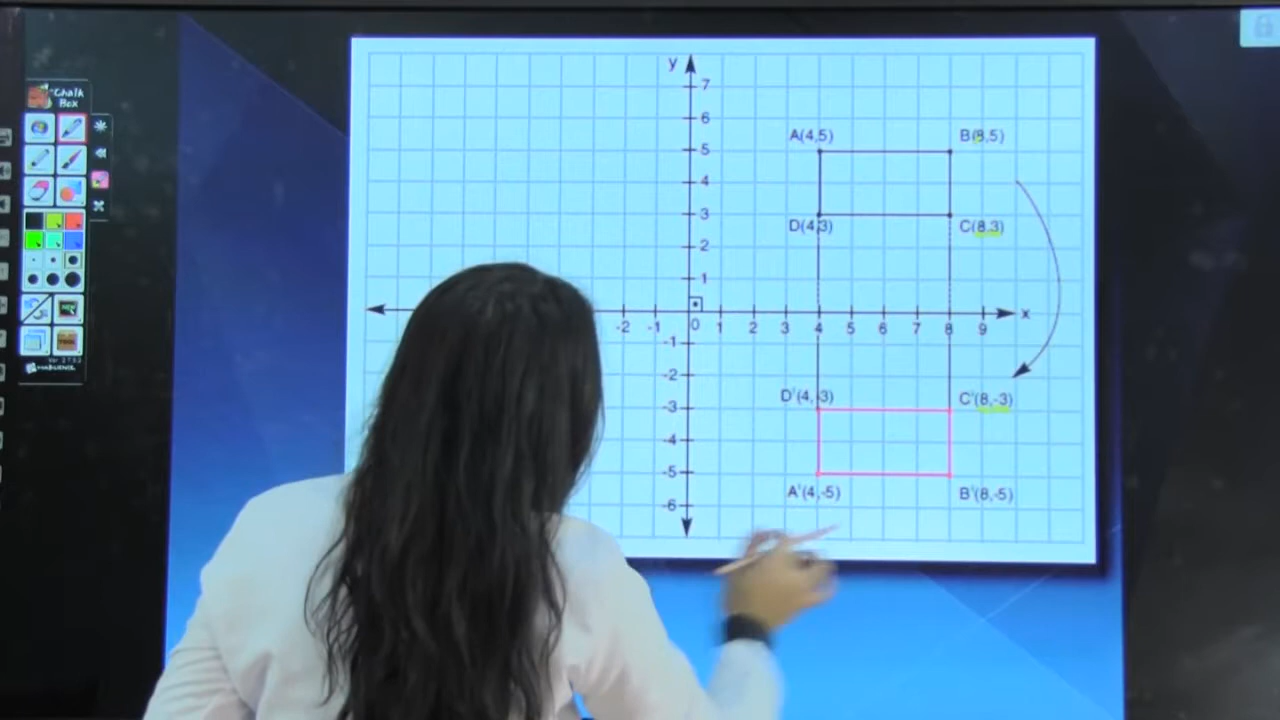 Chalk
Box
y
7
6
A(4,5) B(8,5)
5
4
3
D(4,3) C(8,3)
2
1
x
-2 -1 0 1 2 3 4 5 6 7 8 9
-1
-2
D'(4,-3) C'(8,-3)
-3
-4
-5
A'(4,-5) B'(8,-5)
-6